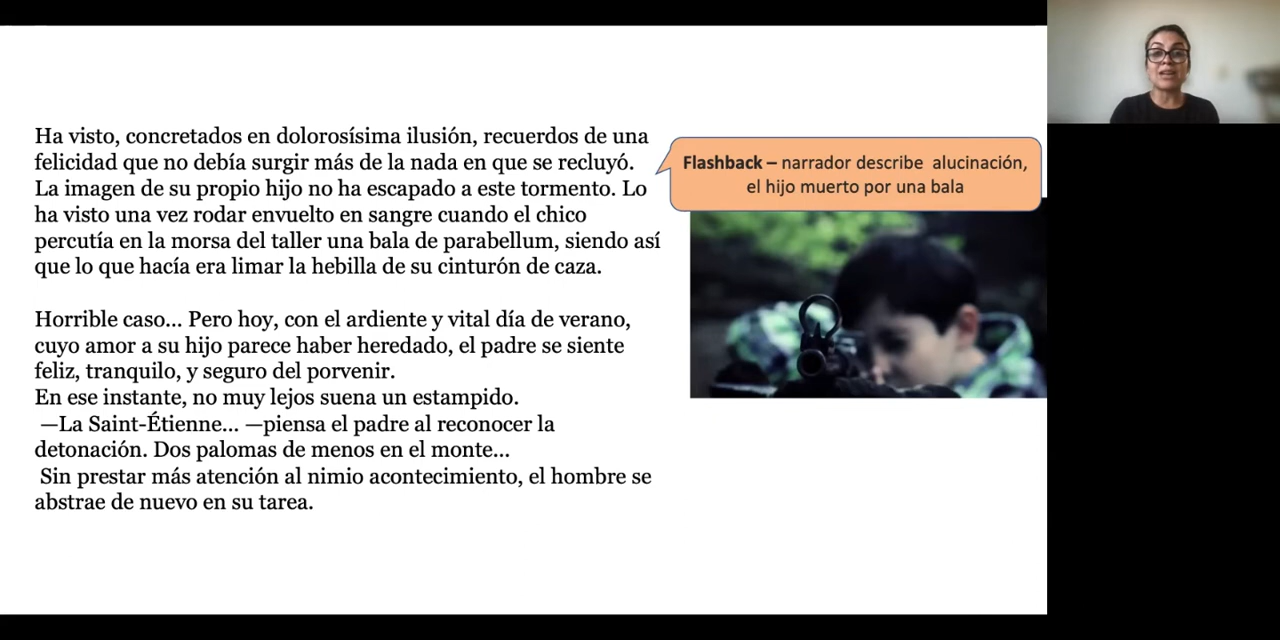 Ha visto, concretados en dolorosísima ilusión, recuerdos de una
felicidad que no debía surgir más de la nada en que se recluyó.
La imagen de su propio hijo no ha escapado a este tormento. Lo
ha visto una vez rodar envuelto en sangre cuando el chico
percutía en la morsa del taller una bala de parabellum, siendo así
que lo que hacía era limar la hebilla de su cinturón de caza.
Horrible caso... Pero hoy, con el ardiente y vital día de verano,
cuyo amor a su hijo parece haber heredado, el padre se siente
feliz, tranquilo, y seguro del porvenir.
En ese instante, no muy lejos suena un estampido.
—La Saint-Étienne... —piensa el padre al reconocer la
detonación. Dos palomas de menos en el monte...
Sin prestar más atención al nimio acontecimiento, el hombre se
abstrae de nuevo en su tarea.
Flashback – narrador describe alucinación,
el hijo muerto por una bala